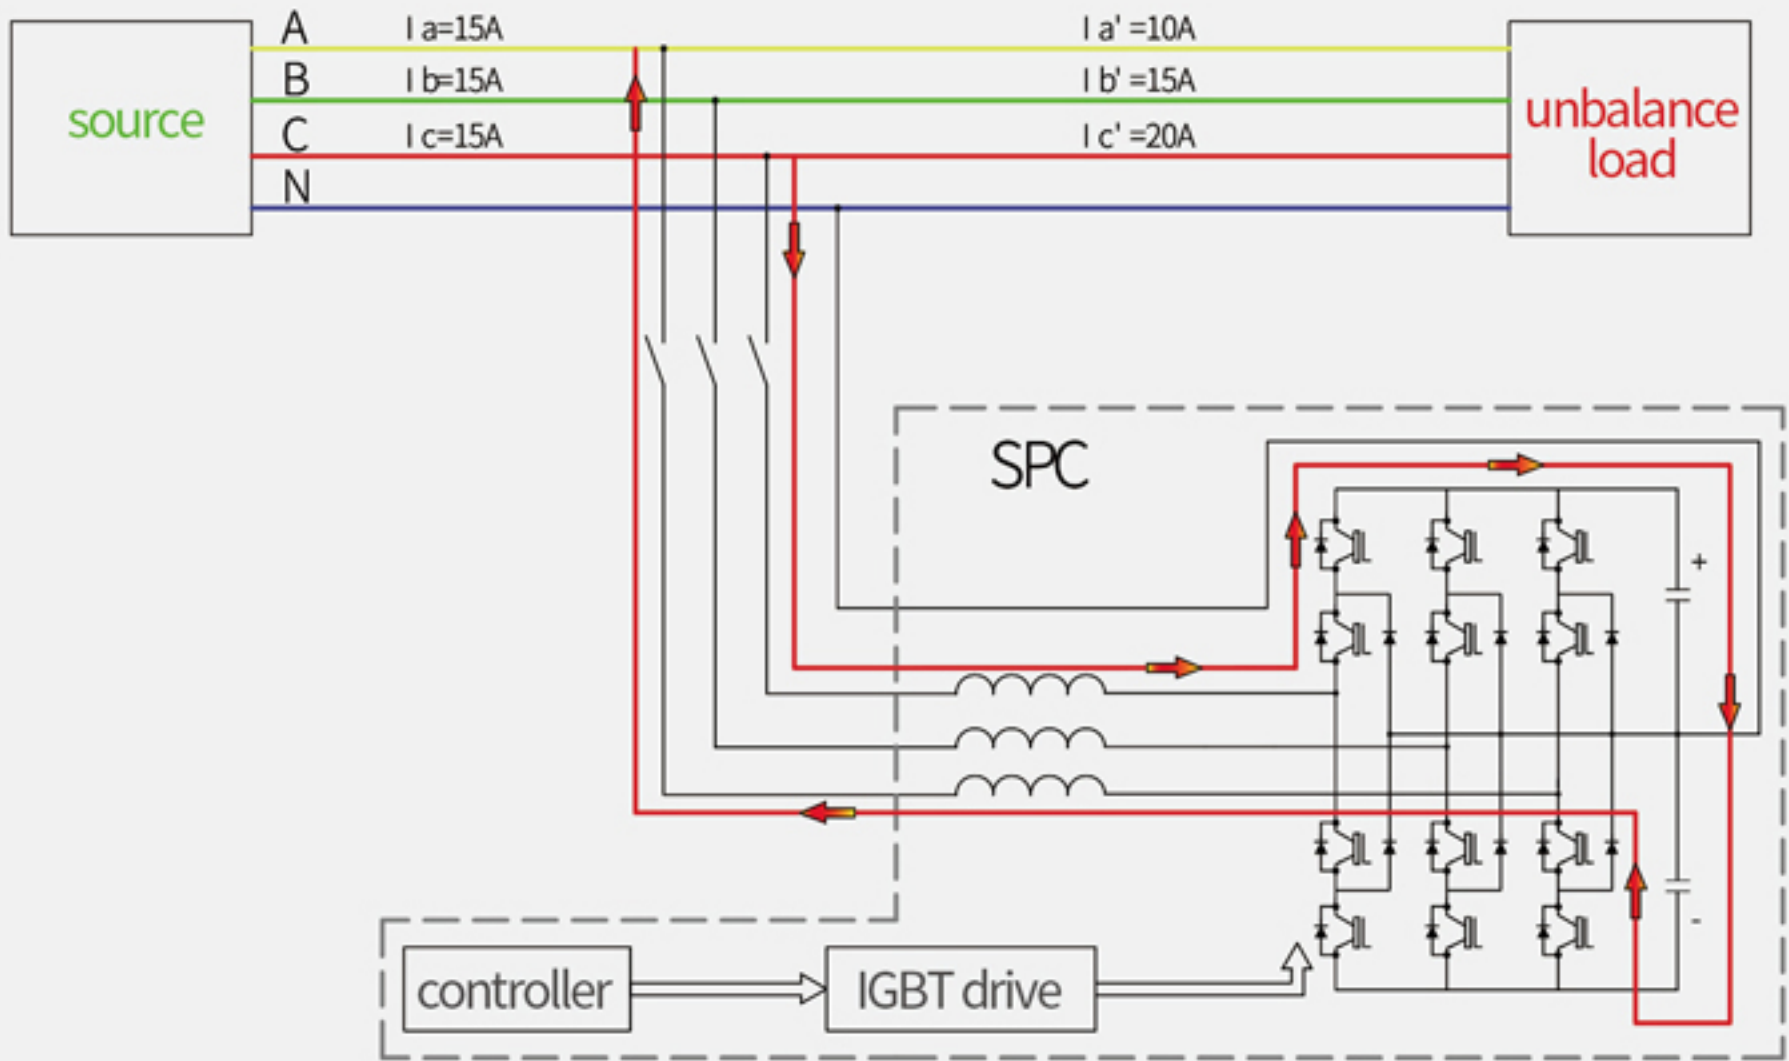 A
I a=15A
I a' =10A
B
I b=15A
I b' =15A
C
I c=15A
I c' =20A
N
source
unbalance
load
SPC
+
-
controller
IGBT drive